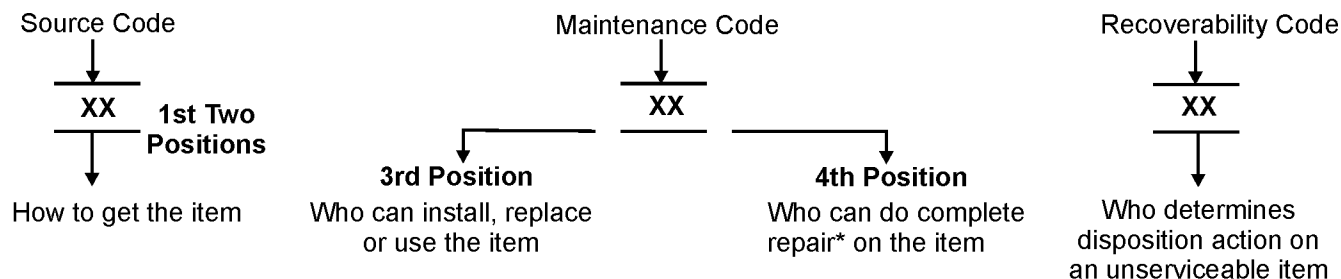 Source Code
XX
1st Two
Positions
How to get the item
Maintenance Code
XX
3rd Position
Who can install, replace
or use the item
4th Position
Who can do complete
repair* on the item
Recoverability Code
XX
Who determines
disposition action on
an unserviceable item